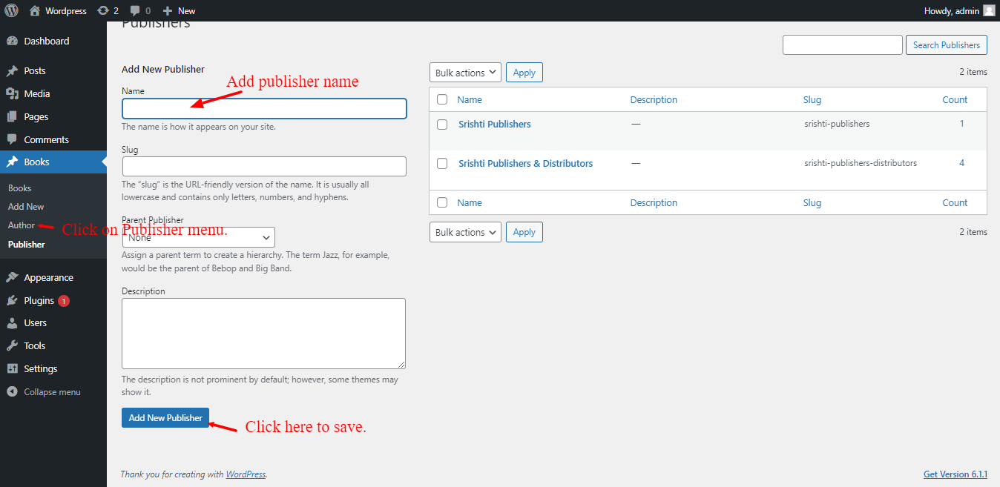 Wordpress 2 0 New Howdy, admin
Publishers
Dashboard
Posts
Media
Pages
Comments
Books
Books
Add New
Author
Publisher
Appearance
Plugins 1
Users
Tools
Settings
Collapse menu
Add New Publisher
Add publisher name
Name
The name is how it appears on your site.
Slug
The “slug” is the URL-friendly version of the name. It is usually all
lowercase and contains only letters, numbers, and hyphens.
Parent Publisher
Click on Publisher menu.
None
Assign a parent term to create a hierarchy. The term Jazz, for example,
would be the parent of Bebop and Big Band.
Description
The description is not prominent by default; however, some themes may
show it.
Add New Publisher
Click here to save.
Search Publishers
Bulk actions Apply 2 items
Name Description Slug Count
Srishti Publishers — srishti-publishers 1
Srishti Publishers & Distributors — srishti-publishers-distributors 4
Name Description Slug Count
Bulk actions Apply 2 items
Thank you for creating with WordPress. Get Version 6.1.1